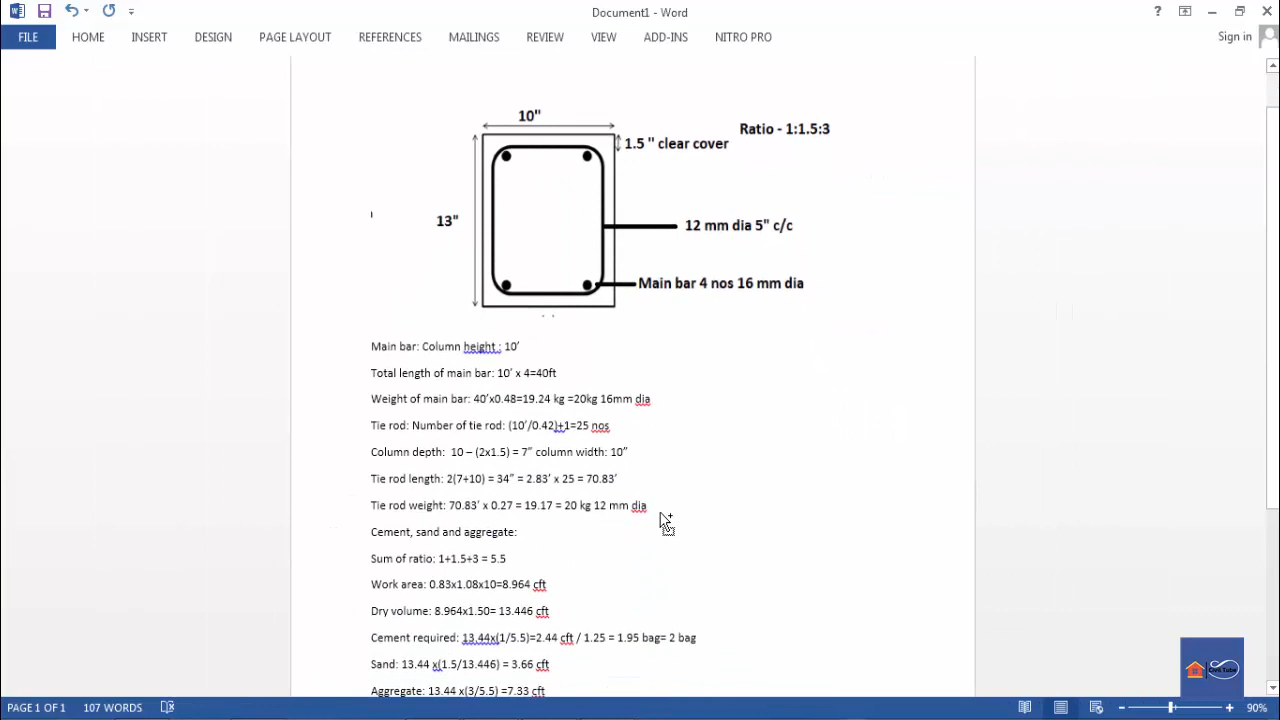 Document1 - Word
?
FILE HOME INSERT DESIGN PAGE LAYOUT REFERENCES MAILINGS REVIEW VIEW ADD-INS NITRO PRO Sign in
10"
Ratio - 1:1.5:3
1.5 " clear cover
13"
12 mm dia 5" c/c
Main bar 4 nos 16 mm dia
Main bar: Column height : 10’
Total length of main bar: 10’ x 4=40ft
Weight of main bar: 40’x0.48=19.24 kg =20kg 16mm dia
Tie rod: Number of tie rod: (10’/0.42)+1=25 nos
Column depth: 10 – (2x1.5) = 7” column width: 10”
Tie rod length: 2(7+10) = 34” = 2.83’ x 25 = 70.83’
Tie rod weight: 70.83’ x 0.27 = 19.17 = 20 kg 12 mm dia
Cement, sand and aggregate:
Sum of ratio: 1+1.5+3 = 5.5
Work area: 0.83x1.08x10=8.964 cft
Dry volume: 8.964x1.50= 13.446 cft
Cement required: 13.44x(1/5.5)=2.44 cft / 1.25 = 1.95 bag= 2 bag
Sand: 13.44 x(1.5/13.446) = 3.66 cft
Aggregate: 13.44 x(3/5.5) =7.33 cft
PAGE 1 OF 1 107 WORDS 90%